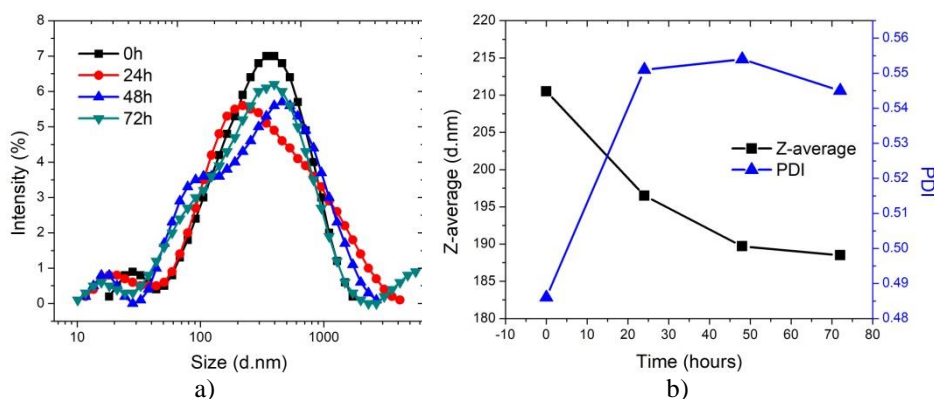 0h
24h
48h
72h
Intensity (%)
8
7
6
5
4
3
2
1
0
10
100
1000
Size (d.nm)
a)
Z-average (d.nm)
220
215
210
205
200
195
190
185
180
Z-average
PDI
0.56
0.55
0.54
0.53
0.52
0.51
0.50
0.49
0.48
PDI
-10 0 10 20 30 40 50 60 70 80
Time (hours)
b)